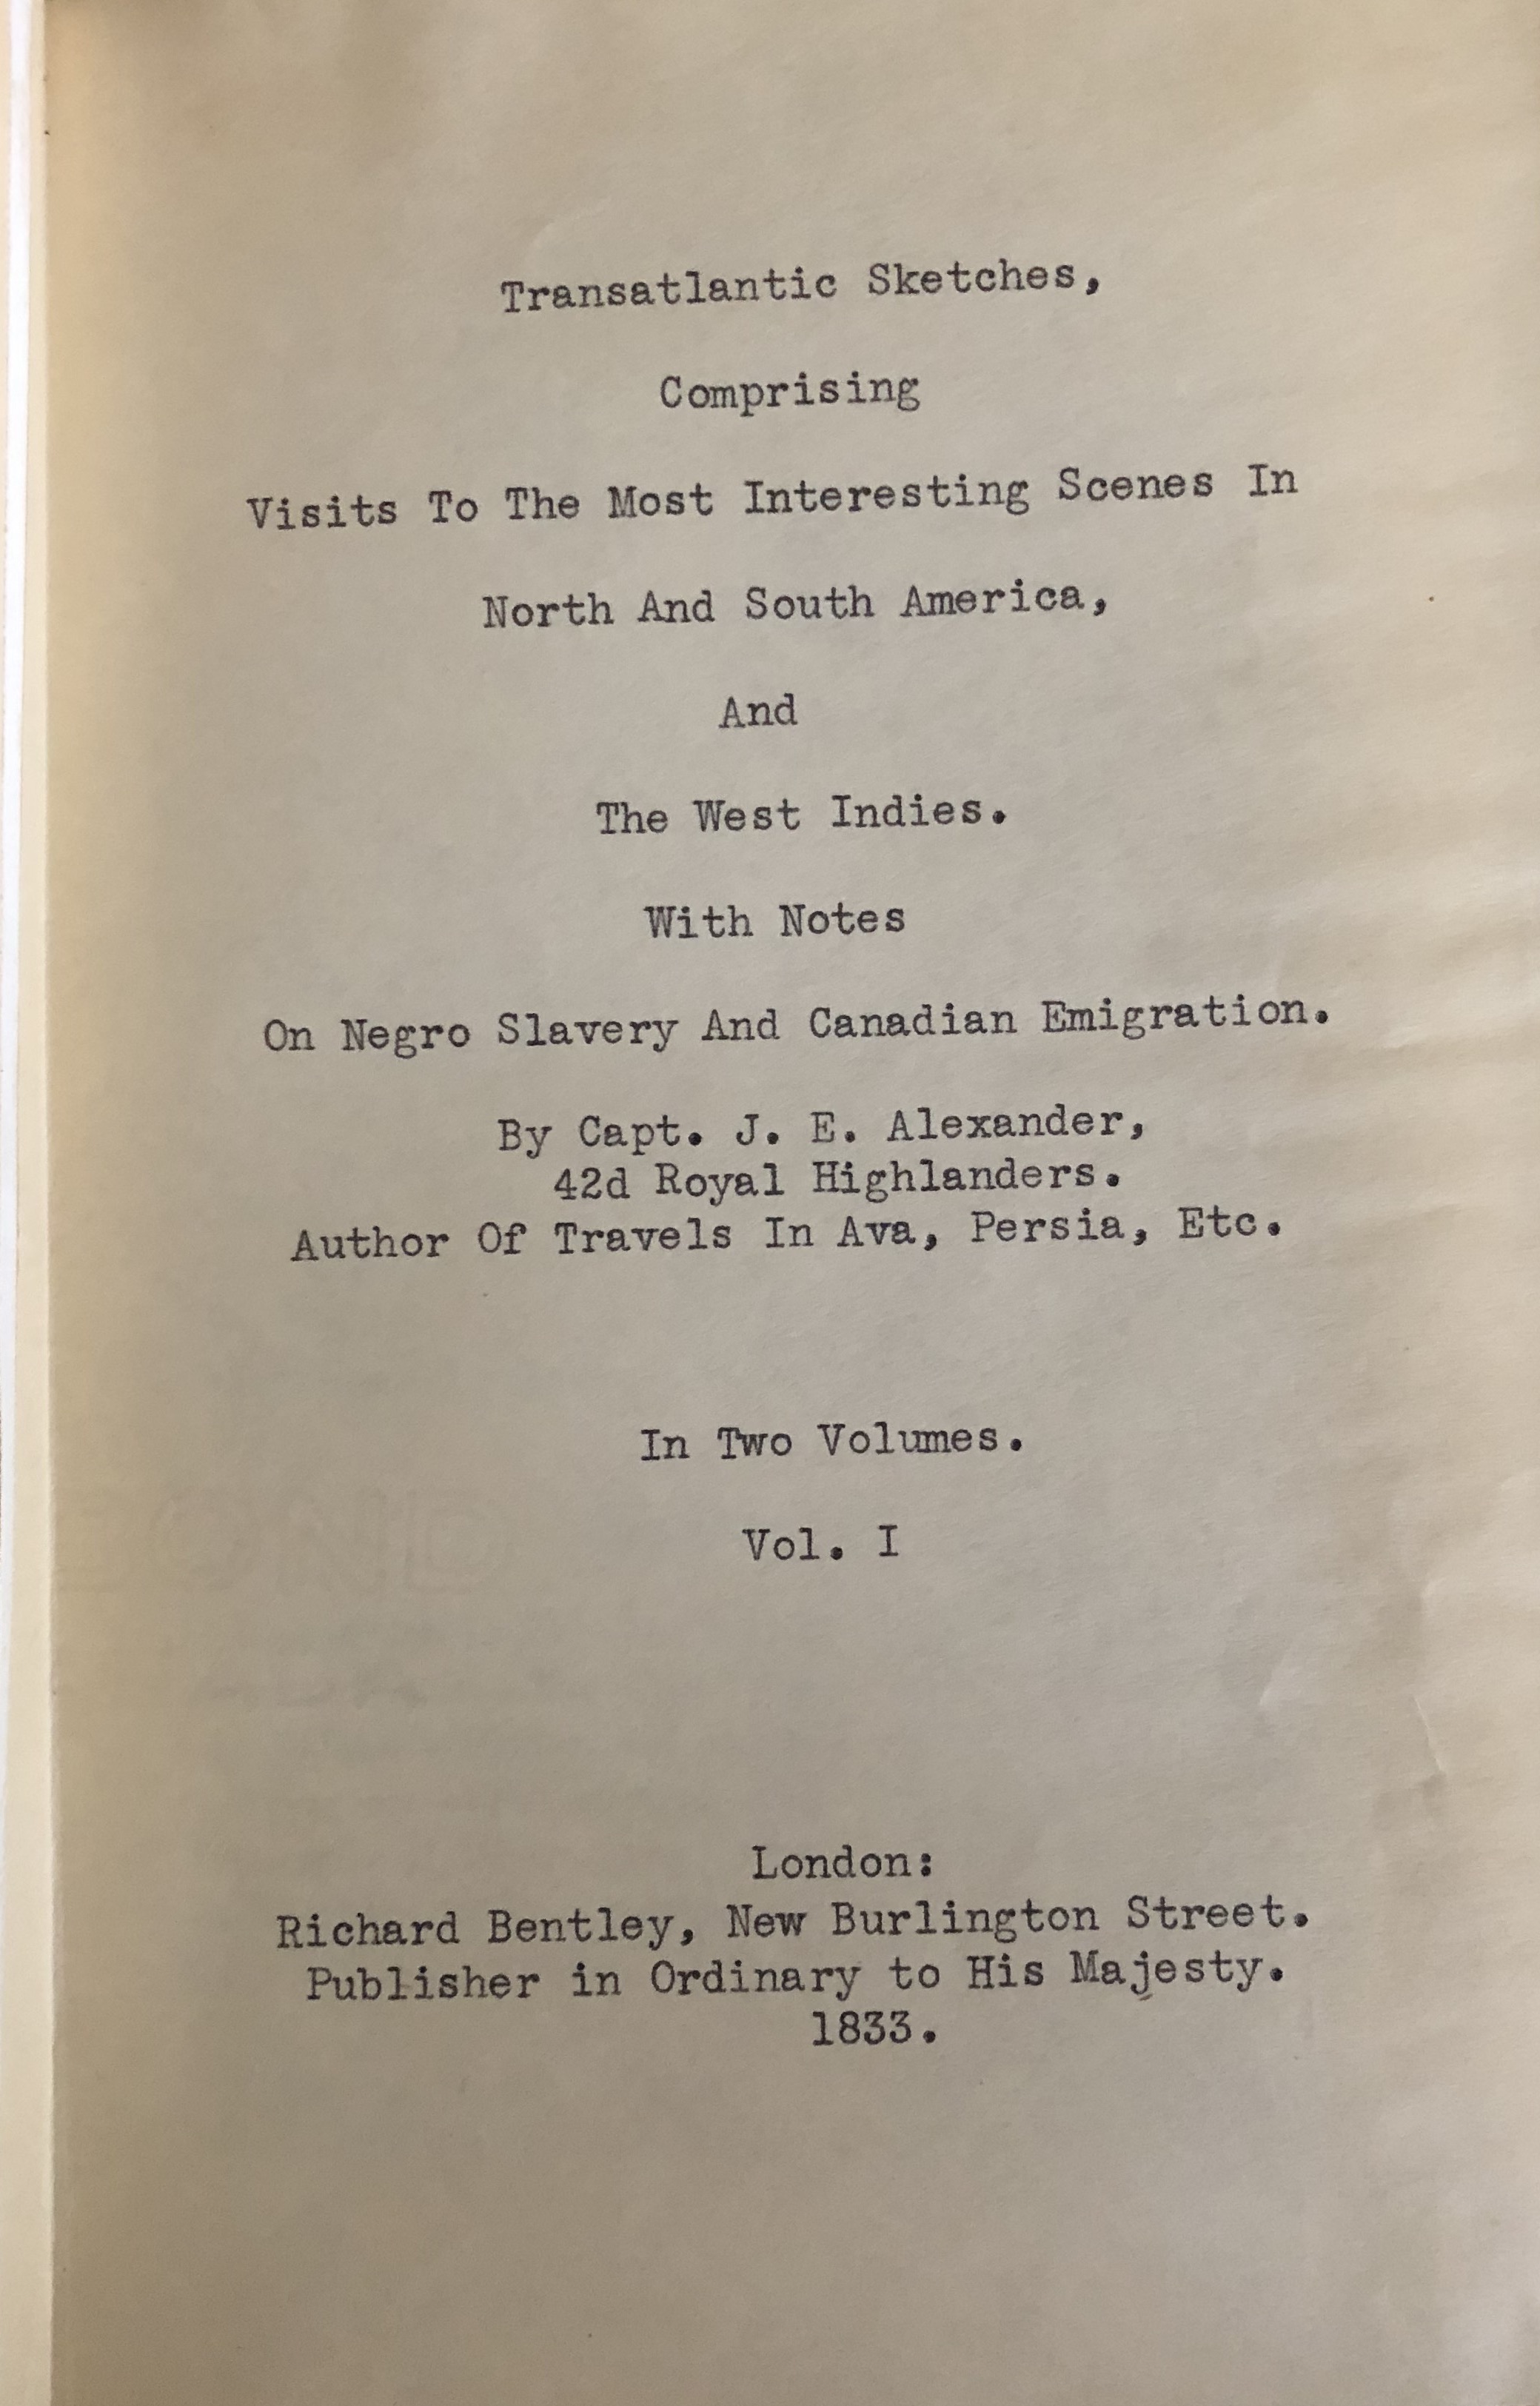 Transatlantic Sketches,
Comprising
Visits To The Most Interesting Scenes In
North And South America,
And
The West Indies.
With Notes
On Negro Slavery And Canadian Emigration.
By Capt. J. E. Alexander,
42d Royal Highlanders.
Author Of Travels In Ava, Persia, Etc.
In Two Volumes.
Vol. I
London:
Richard Bentley, New Burlington Street.
Publisher in Ordinary to His Majesty.
1833.